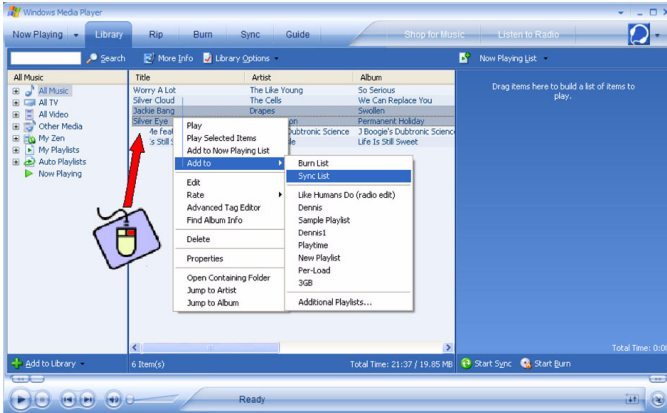 Windows Media Player
Now Playing Library Rip Burn Sync Guide Shop for Music Listen to Radio
Search More Info Library Options Now Playing List
All Music
All Music
All TV
All Video
Other Media
My Zen
My Playlists
Auto Playlists
Now Playing
Title Artist Album
Worry A Lot The Like Young So Serious
Silver Cloud The Cells We Can Replace You
Jackie Bang Drapes Swollen
Silver Eye Permanent Holiday
Me feat Dubtronic Science J Boogie's Dubtronic Science
Still Life Is Still Sweet
Play
Play Selected Items
Add to Now Playing List
Add to
Edit
Rate
Advanced Tag Editor
Find Album Info
Delete
Properties
Open Containing Folder
Jump to Artist
Jump to Album
Burn List
Sync List
Like Humans Do (radio edit)
Dennis
Sample Playlist
Dennis1
Playtime
New Playlist
Per-Load
3GB
Additional Playlists...
Drag items here to build a list of items to
play.
Total Time: 0:00
Add to Library 6 Item(s) Total Time: 21:37 / 19.85 MB Start Sync Start Burn
Ready